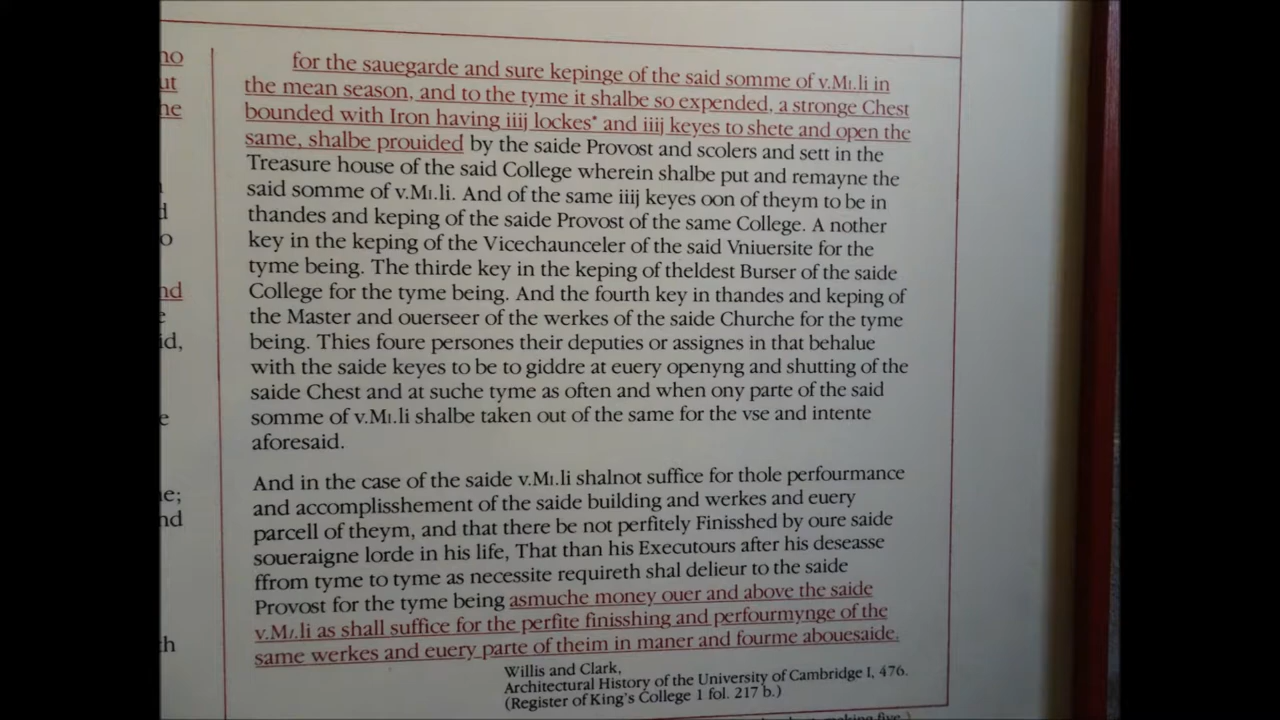 for the sauegarde and sure kepinge of the said somme of v.Mı.li in
the mean season, and to the tyme it shalbe so expended, a stronge Chest
bounded with Iron having iiij lockes* and iiij keyes to shete and open the
same, shalbe prouided by the saide Provost and scolers and sett in the
Treasure house of the said College wherein shalbe put and remayne the
said somme of v.Mı.li. And of the same iiij keyes oon of theym to be in
thandes and keping of the saide Provost of the same College. A nother
key in the keping of the Vicechaunceler of the said Vniuersite for the
tyme being. The thirde key in the keping of theldest Burser of the saide
College for the tyme being. And the fourth key in thandes and keping of
the Master and ouerseer of the werkes of the saide Churche for the tyme
being. Thies foure persones their deputies or assignes in that behalue
with the saide keyes to be to giddre at euery openyng and shutting of the
saide Chest and at suche tyme as often and when ony parte of the said
somme of v.Mı.li shalbe taken out of the same for the vse and intente
aforesaid.
And in the case of the saide v.Mı.li shalnot suffice for thole perfourmance
and accomplisshement of the saide building and werkes and euery
parcell of theym, and that there be not perfitely Finisshed by oure saide
soueraigne lorde in his life, That than his Executours after his deseasse
ffrom tyme to tyme as necessite requireth shal delieur to the saide
Provost for the tyme being asmuche money ouer and above the saide
v.Mı.li as shall suffice for the perfite finisshing and perfourmynge of the
same werkes and euery parte of theim in maner and fourme abouesaide.
Willis and Clark,
Architectural History of the University of Cambridge I, 476.
(Register of King's College 1 fol. 217 b.)